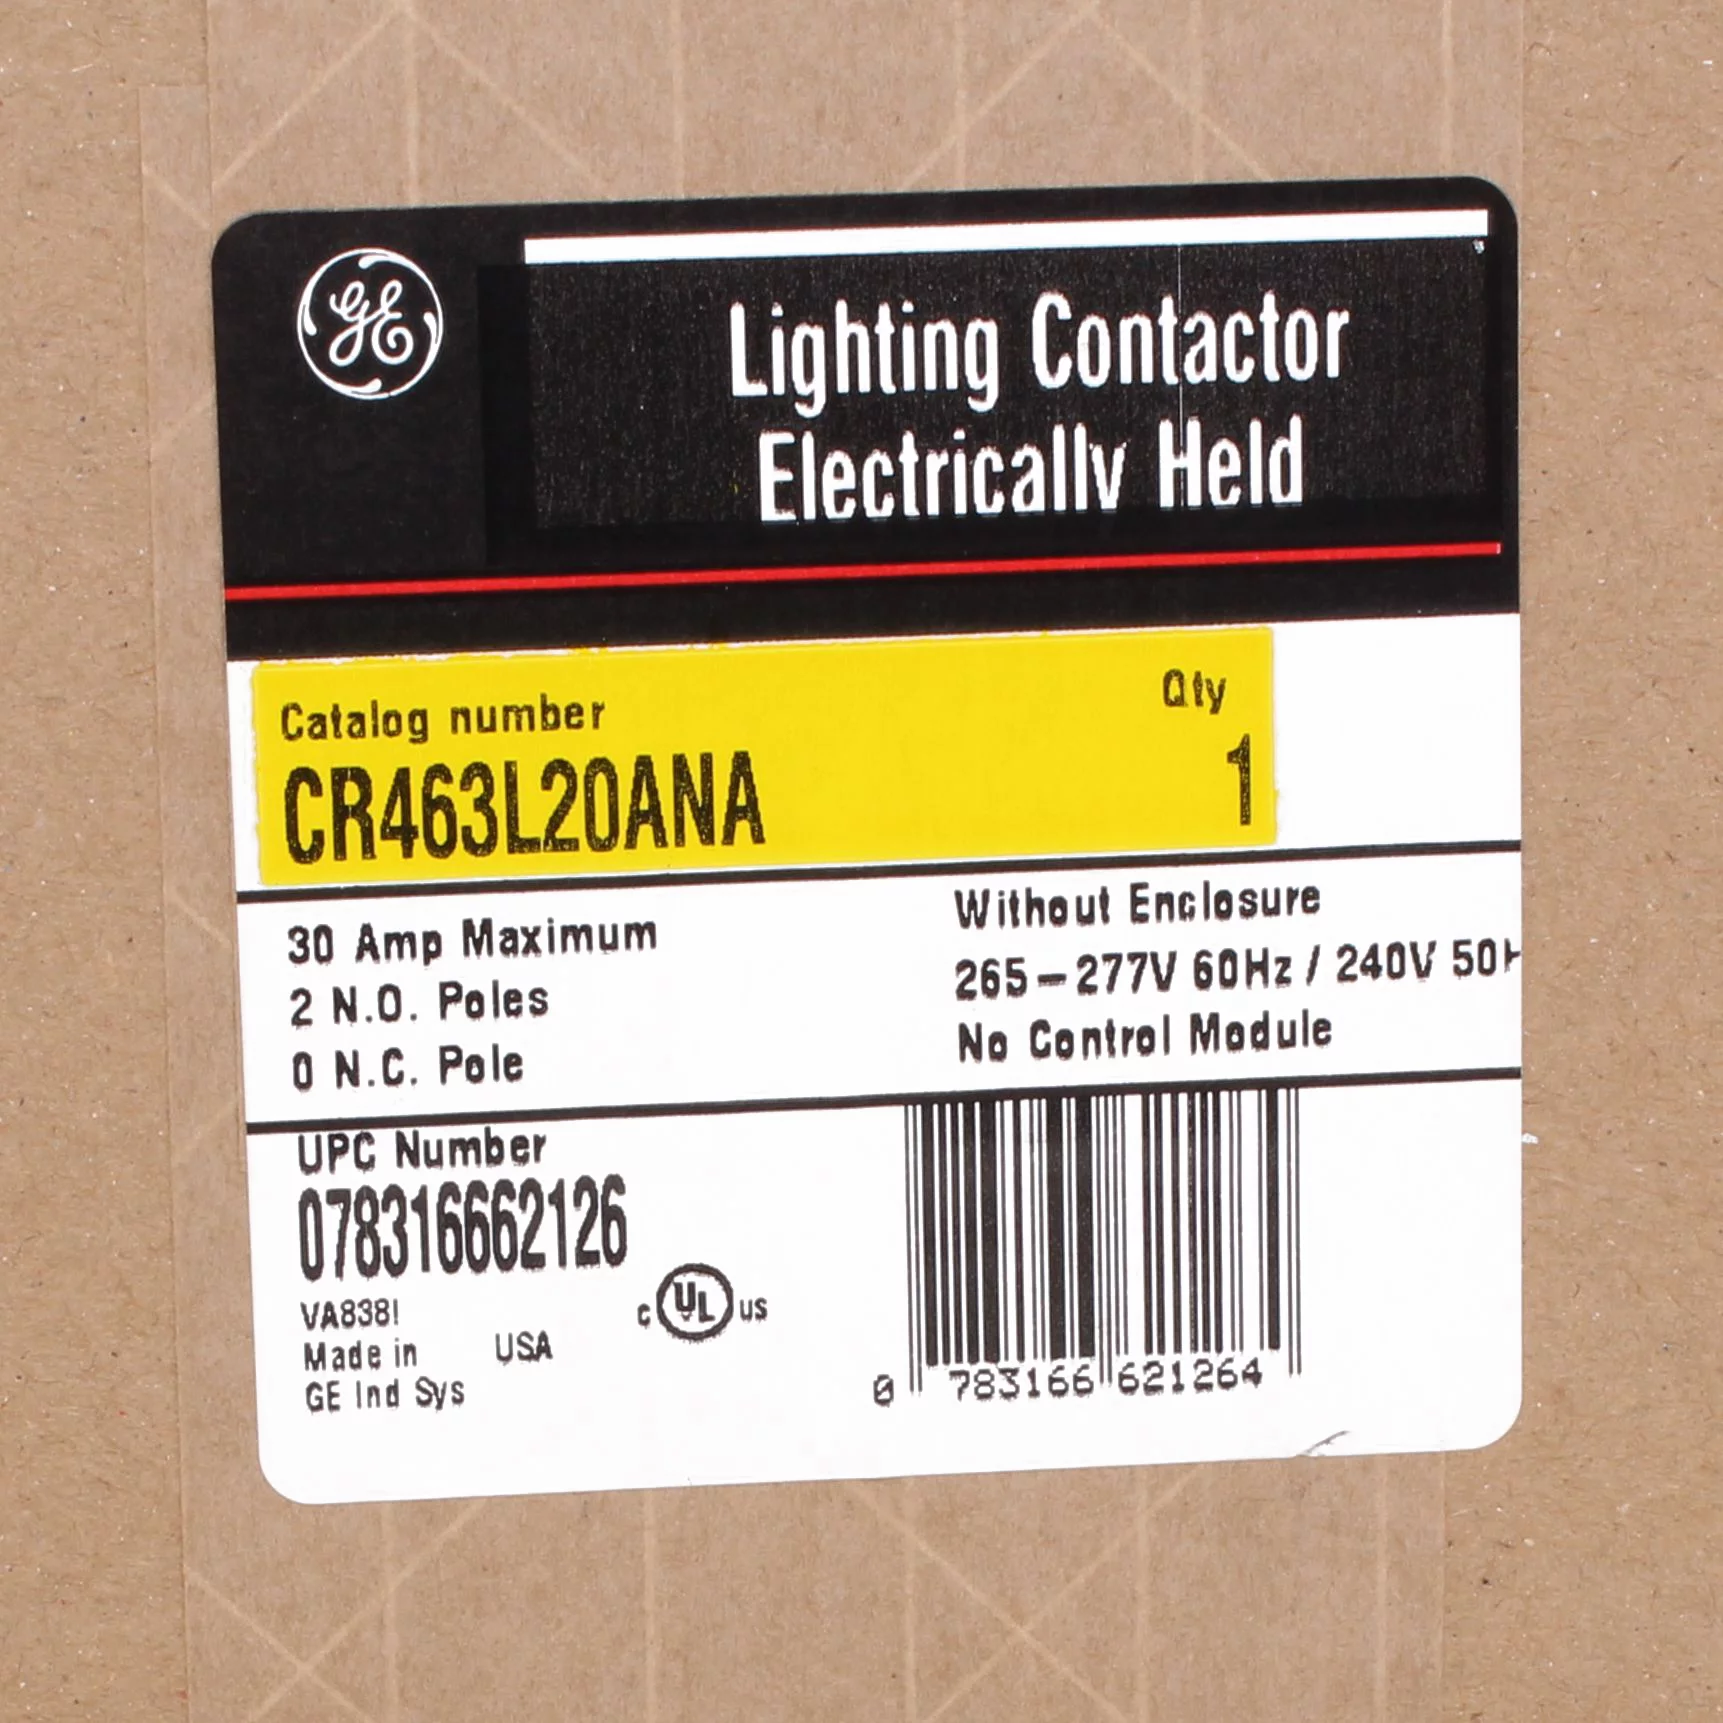 GE
Lighting Contactor
Electrically Held
Catalog number
Qty
CR463L20ANA
1
30 Amp Maximum
2 N.O. Poles
0 N.C. Pole
Without Enclosure
265-277V 60Hz / 240V 50H
No Control Module
UPC Number
078316662126
VA838I
Made in USA
GE Ind Sys
c UL us
0 783166 621264